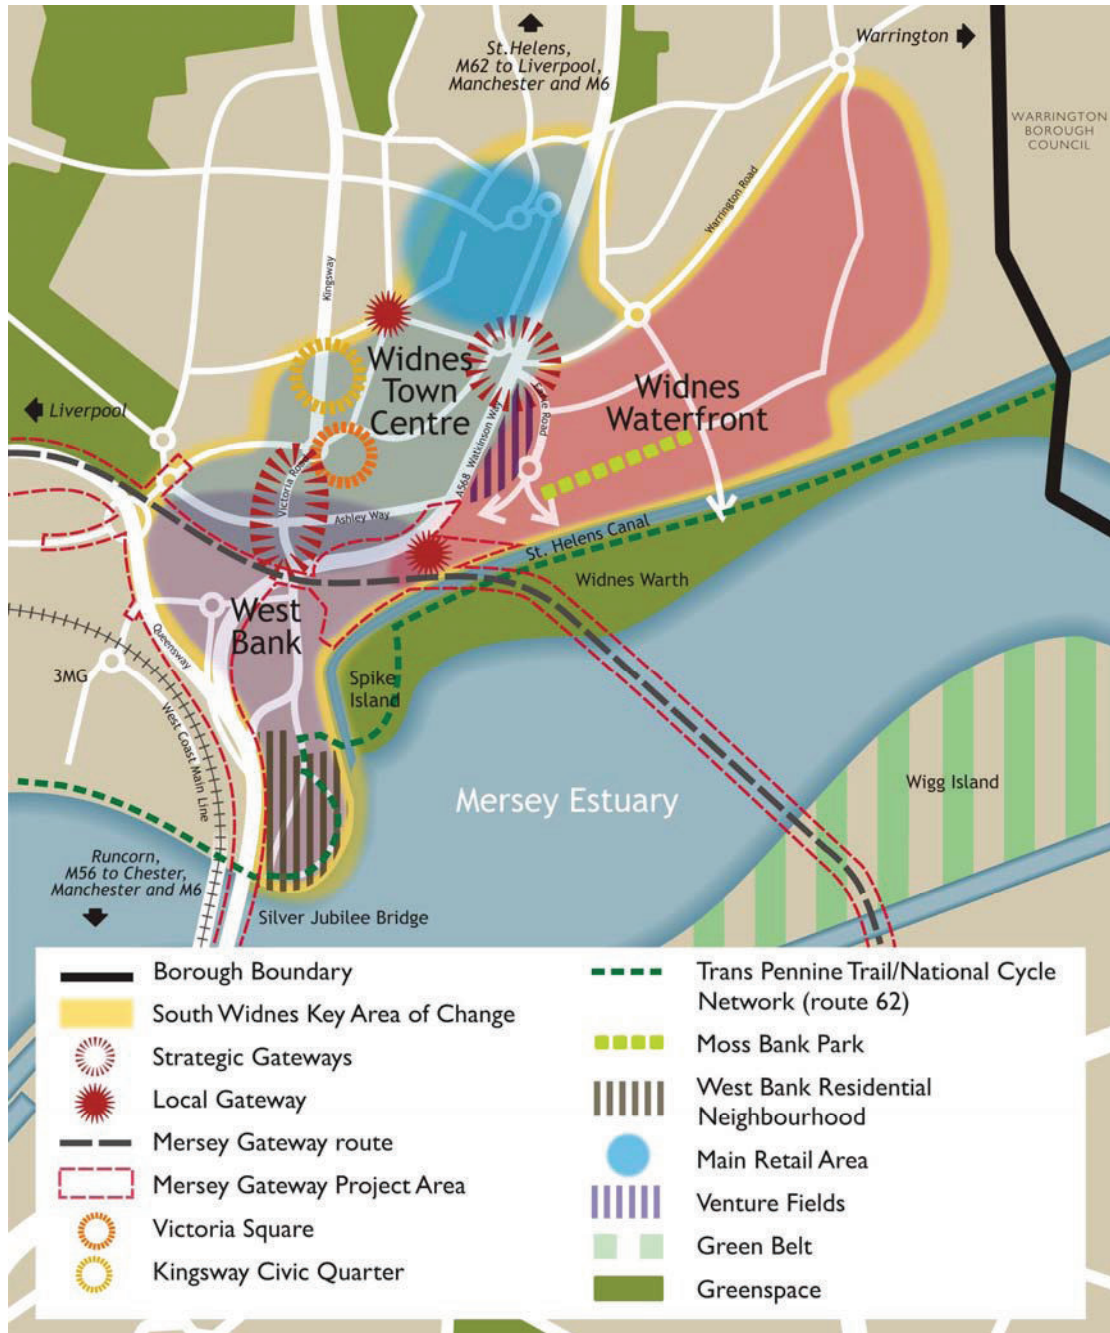 St.Helens,
M62 to Liverpool,
Manchester and M6
Warrington
WARRINGTON
BOROUGH
COUNCIL
Warrington Road
Kingsway
Widnes
Town
Centre
Widnes
Waterfront
Liverpool
Earle Road
A568 Watkinson Way
Victoria Road
Ashley Way
St. Helens Canal
Widnes Warth
West
Bank
Queensway
3MG
Spike
Island
West Coast Main Line
Mersey Estuary
Wigg Island
Runcorn,
M56 to Chester,
Manchester and M6
Silver Jubilee Bridge
Borough Boundary
South Widnes Key Area of Change
Strategic Gateways
Local Gateway
Mersey Gateway route
Mersey Gateway Project Area
Victoria Square
Kingsway Civic Quarter
Trans Pennine Trail/National Cycle
Network (route 62)
Moss Bank Park
West Bank Residential
Neighbourhood
Main Retail Area
Venture Fields
Green Belt
Greenspace